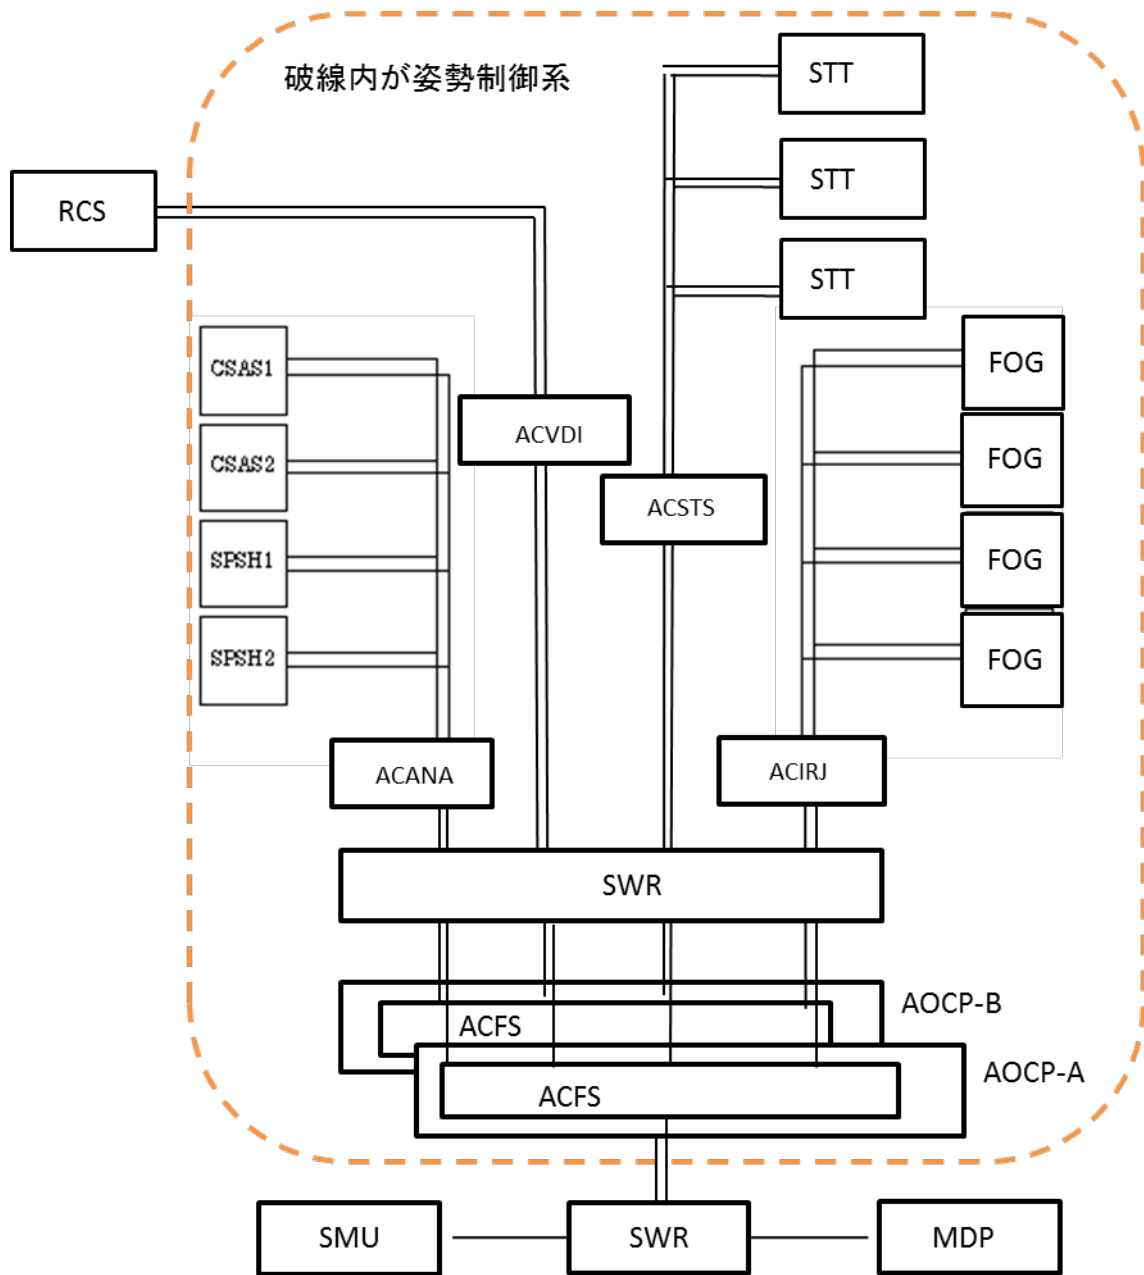 破線内が姿勢制御系
STT
STT
RCS
STT
CSAS1
FOG
ACVDI
CSAS2
FOG
ACSTS
SPSH1
FOG
SPSH2
FOG
ACANA
ACIRJ
SWR
AOCP-B
ACFS
AOCP-A
ACFS
SMU
SWR
MDP